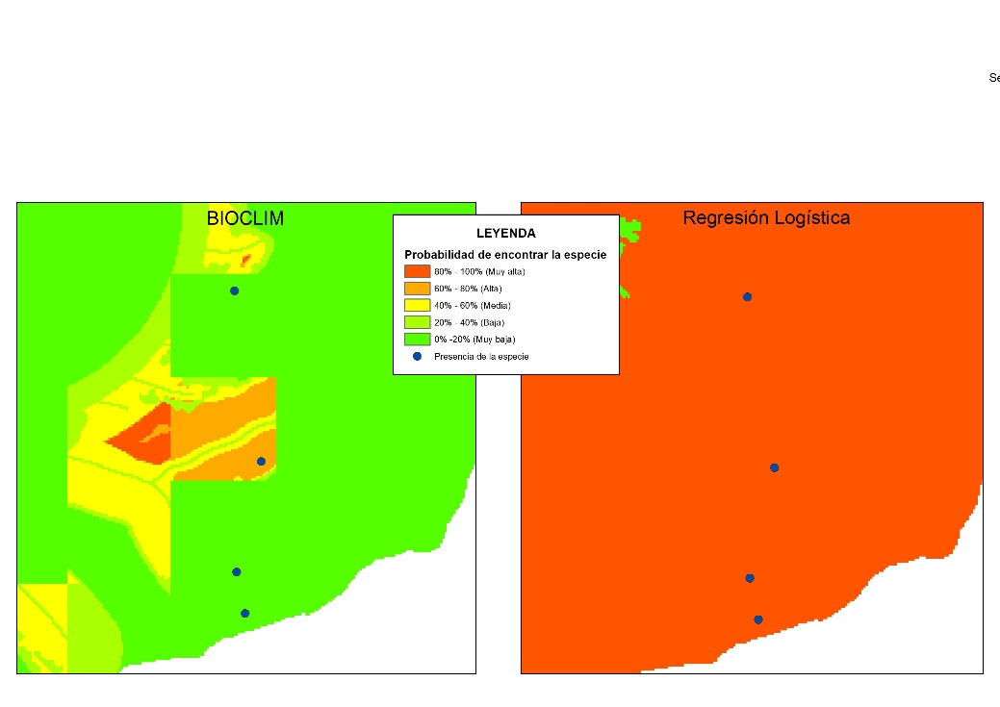 Se
BIOCLIM
Regresión Logística
LEYENDA
Probabilidad de encontrar la especie
80% - 100% (Muy alta)
60% - 80% (Alta)
40% - 60% (Media)
20% - 40% (Baja)
0% -20% (Muy baja)
Presencia de la especie